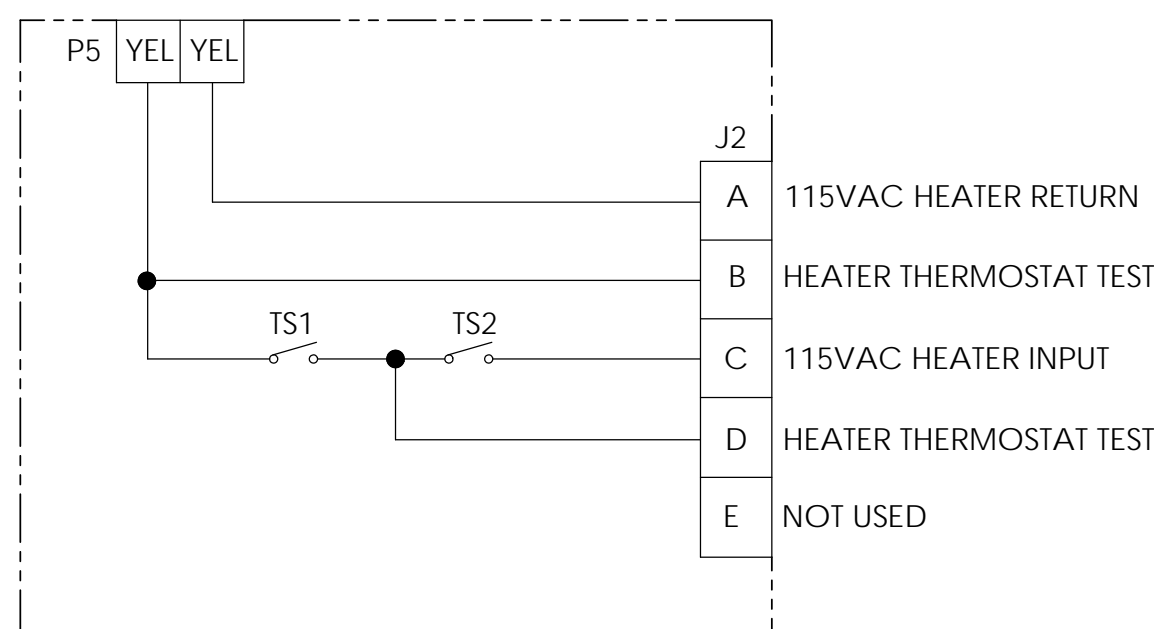 P5 YEL YEL
J2
A 115VAC HEATER RETURN
B HEATER THERMOSTAT TEST
TS1 TS2
C 115VAC HEATER INPUT
D HEATER THERMOSTAT TEST
E NOT USED